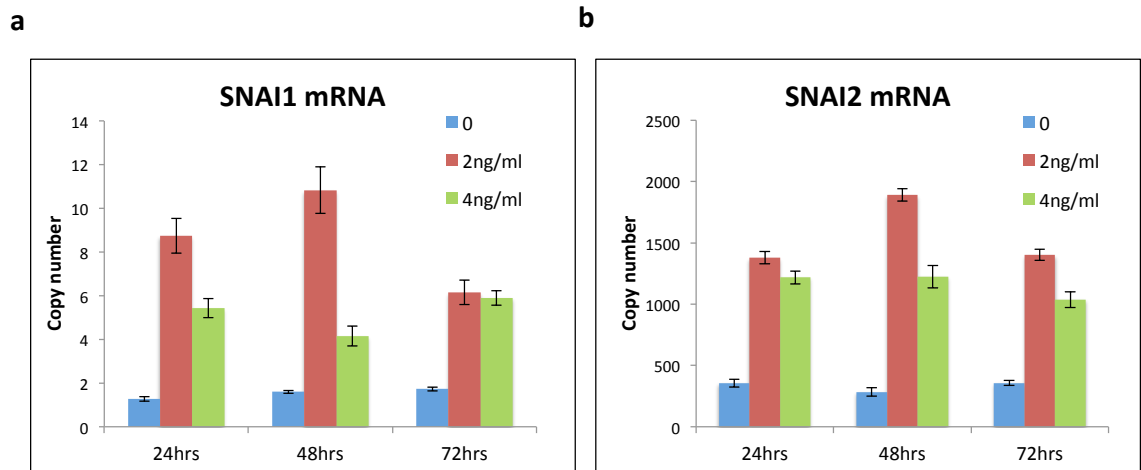 a
SNAI1 mRNA
0
2ng/ml
4ng/ml
Copy number
14
12
10
8
6
4
2
0
24hrs
48hrs
72hrs
b
SNAI2 mRNA
0
2ng/ml
4ng/ml
Copy number
2500
2000
1500
1000
500
0
24hrs
48hrs
72hrs